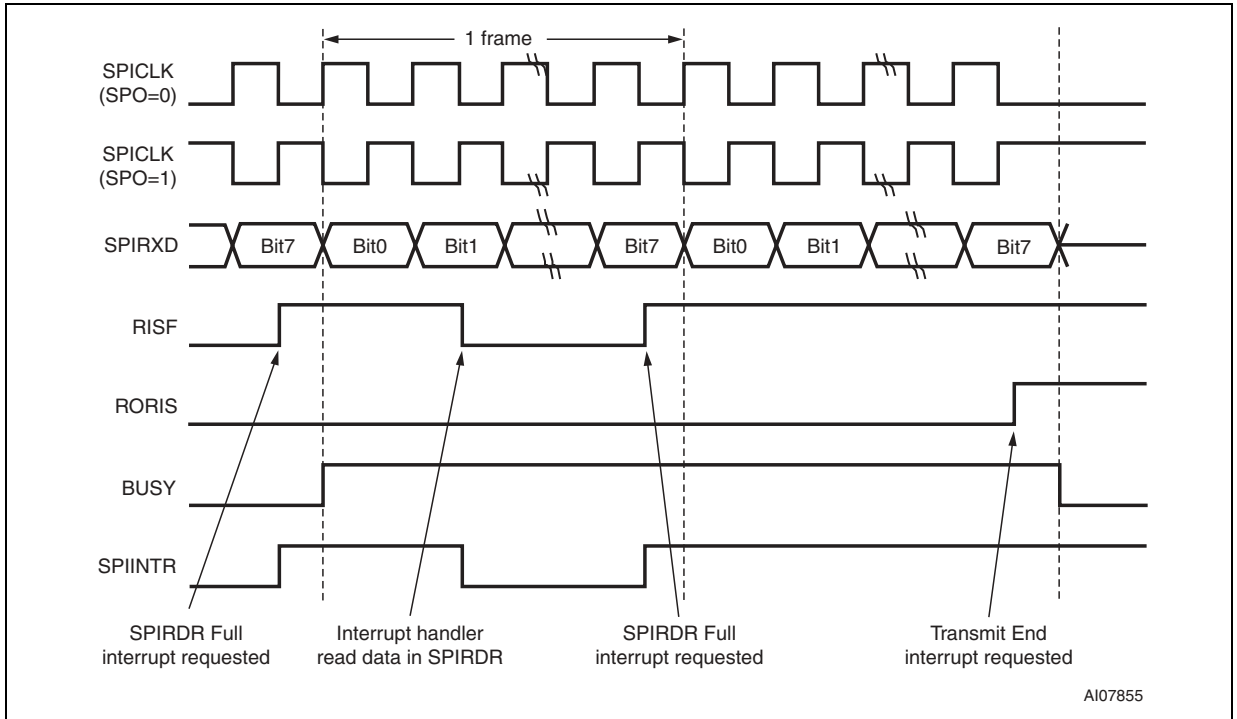 1 frame
SPICLK
(SPO=0)
SPICLK
(SPO=1)
SPIRXD
Bit7 Bit0 Bit1 Bit7 Bit0 Bit1 Bit7
RISF
RORIS
BUSY
SPIINTR
SPIRDR Full
interrupt requested
Interrupt handler
read data in SPIRDR
SPIRDR Full
interrupt requested
Transmit End
interrupt requested
AI07855